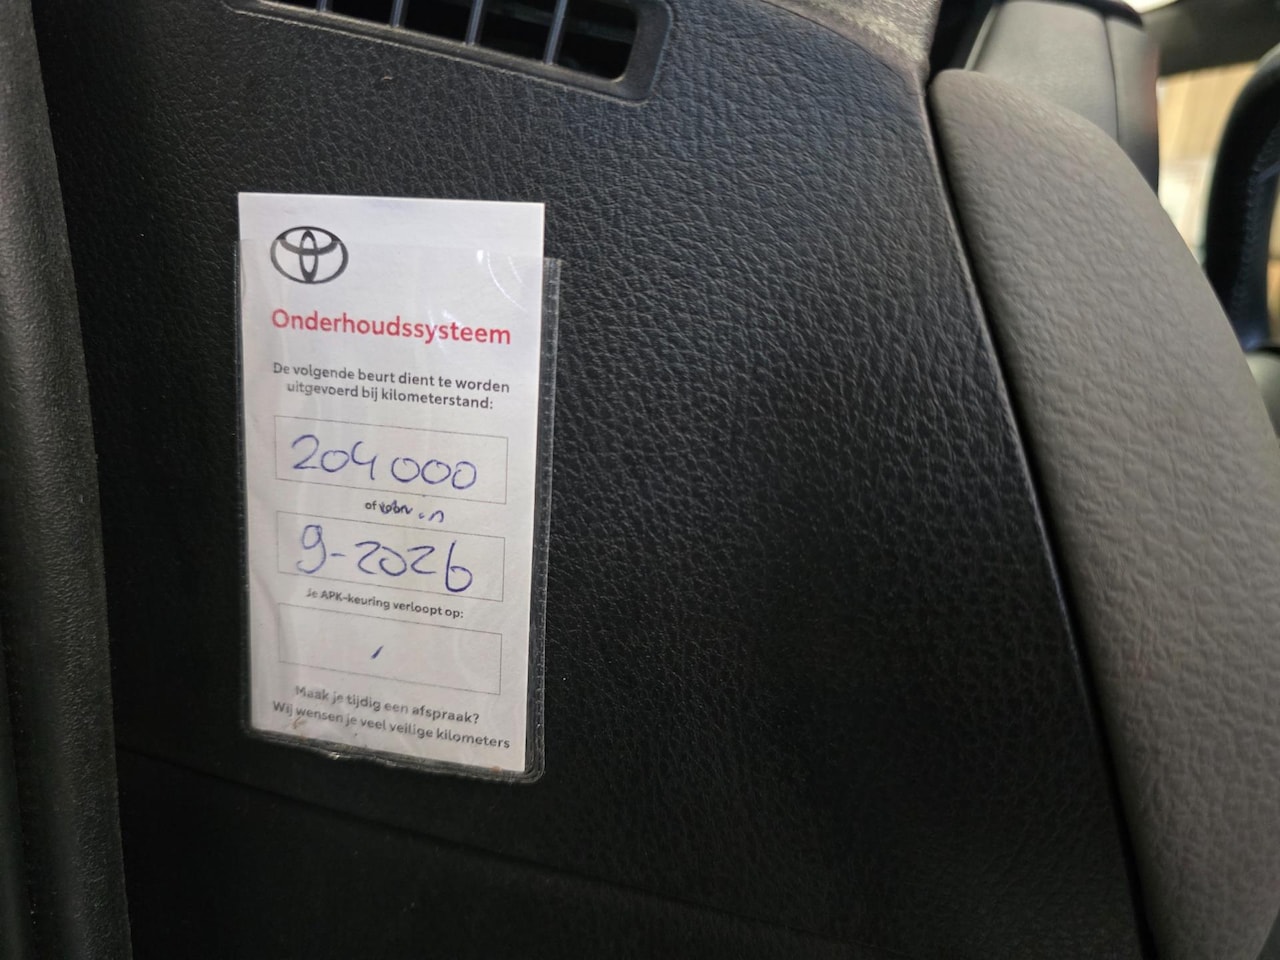 Onderhoudssysteem
De volgende beurt dient te worden
uitgevoerd bij kilometerstand:
204000
of
9-2026
Je APK-keuring verloopt op:
Maak je tijdig een afspraak?
Wij wensen je veel veilige kilometers